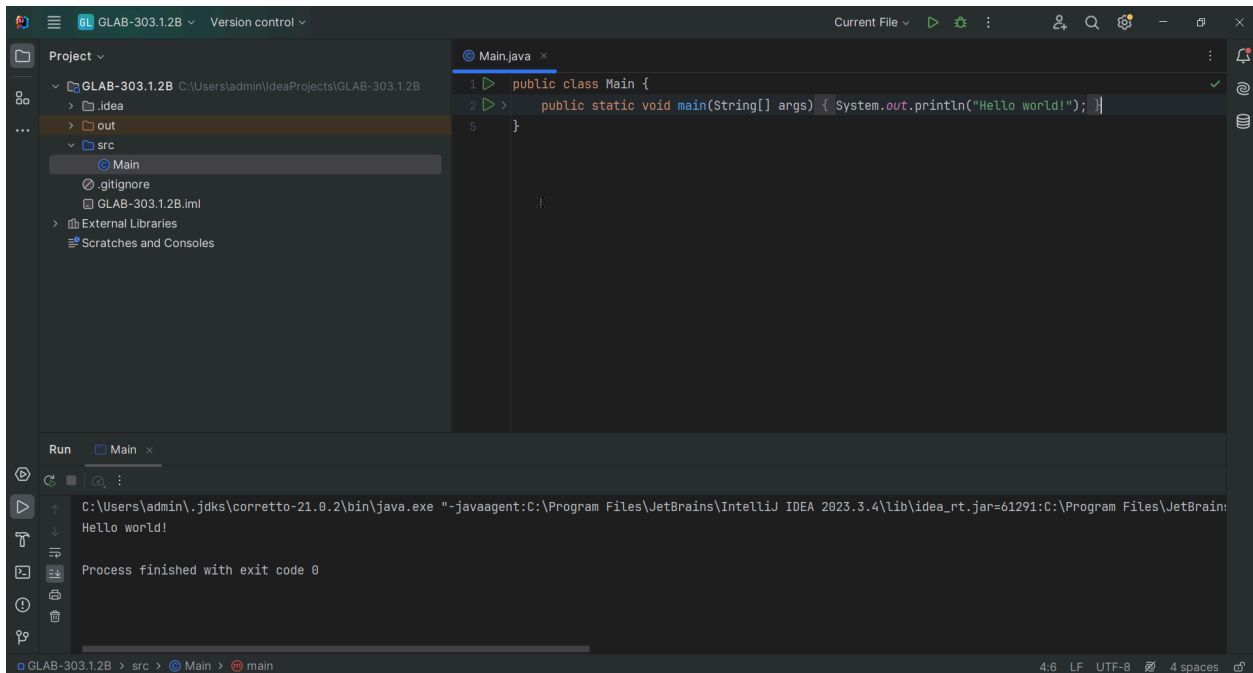 GL GLAB-303.1.2B Version control Current File
Project
GLAB-303.1.2B C:\Users\admin\IdeaProjects\GLAB-303.1.2B
.idea
out
src
Main
.gitignore
GLAB-303.1.2B.iml
External Libraries
Scratches and Consoles
Main.java
1 public class Main {
2 public static void main(String[] args) { System.out.println("Hello world!"); }
5 }
Run Main
C:\Users\admin\.jdks\corretto-21.0.2\bin\java.exe "-javaagent:C:\Program Files\JetBrains\IntelliJ IDEA 2023.3.4\lib\idea_rt.jar=61291:C:\Program Files\JetBrains
Hello world!
Process finished with exit code 0
GLAB-303.1.2B > src > Main > main 4:6 LF UTF-8 4 spaces